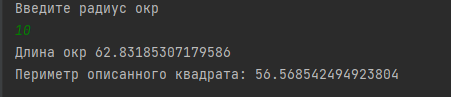 Введите радиус окр
10
Длина окр 62.83185307179586
Периметр описанного квадрата: 56.568542494923804